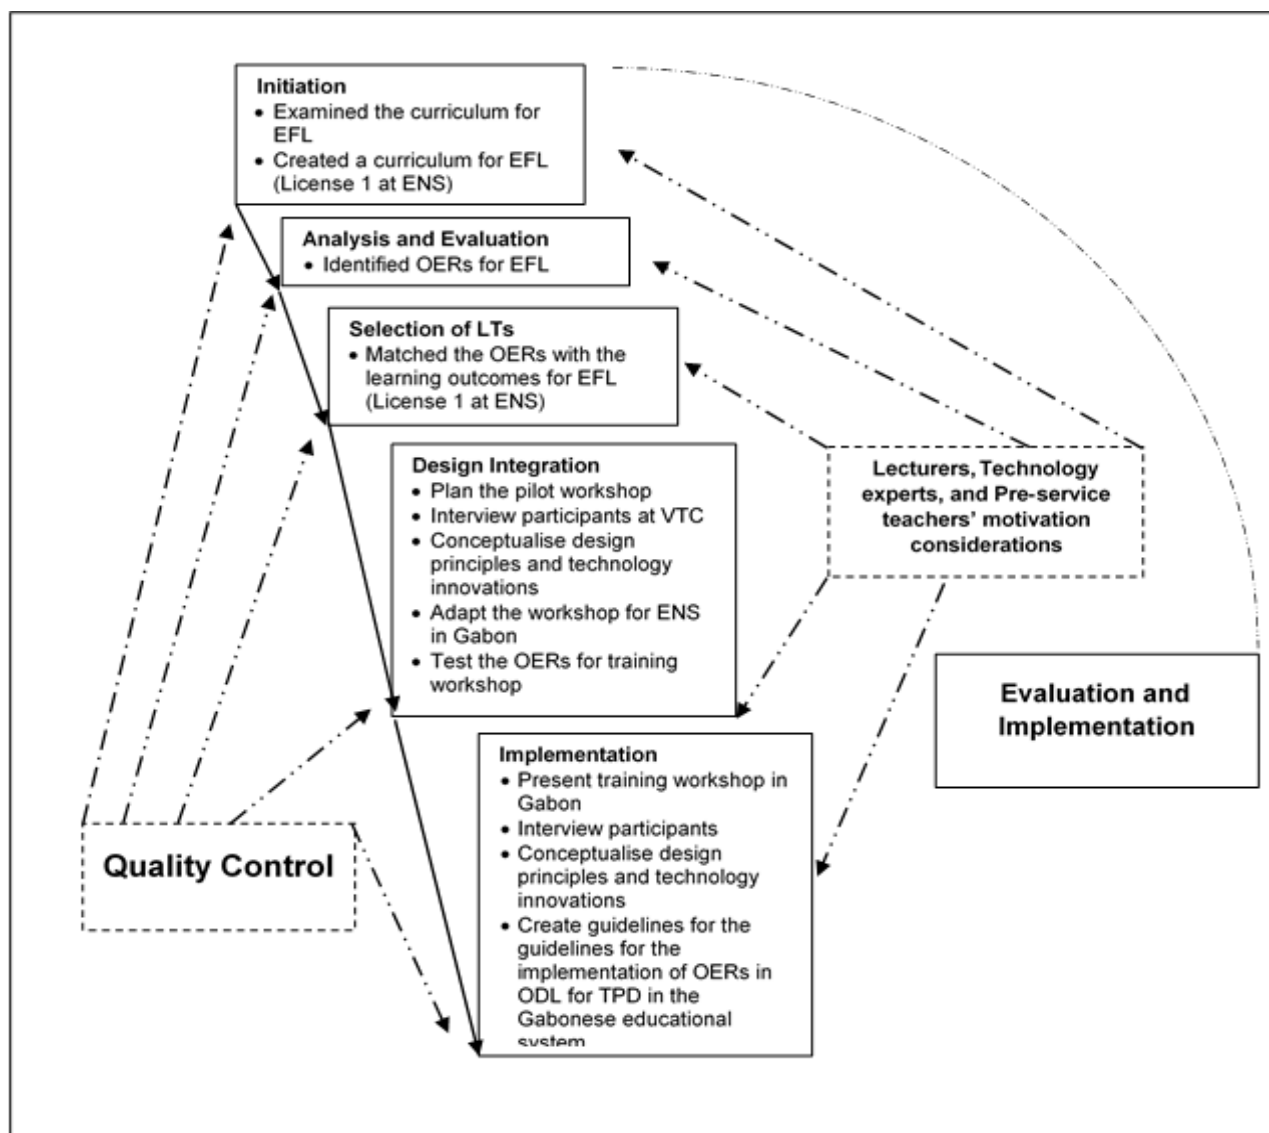 Initiation
• Examined the curriculum for
EFL
• Created a curriculum for EFL
(License 1 at ENS)
Analysis and Evaluation
• Identified OERs for EFL
Selection of LTs
• Matched the OERs with the
learning outcomes for EFL
(License 1 at ENS)
Design Integration
• Plan the pilot workshop
• Interview participants at VTC
• Conceptualise design
principles and technology
innovations
• Adapt the workshop for ENS
in Gabon
• Test the OERs for training
workshop
Lecturers, Technology
experts, and Pre-service
teachers’ motivation
considerations
Evaluation and
Implementation
Implementation
• Present training workshop in
Gabon
• Interview participants
• Conceptualise design
principles and technology
innovations
• Create guidelines for the
guidelines for the
implementation of OERs in
ODL for TPD in the
Gabonese educational
system
Quality Control